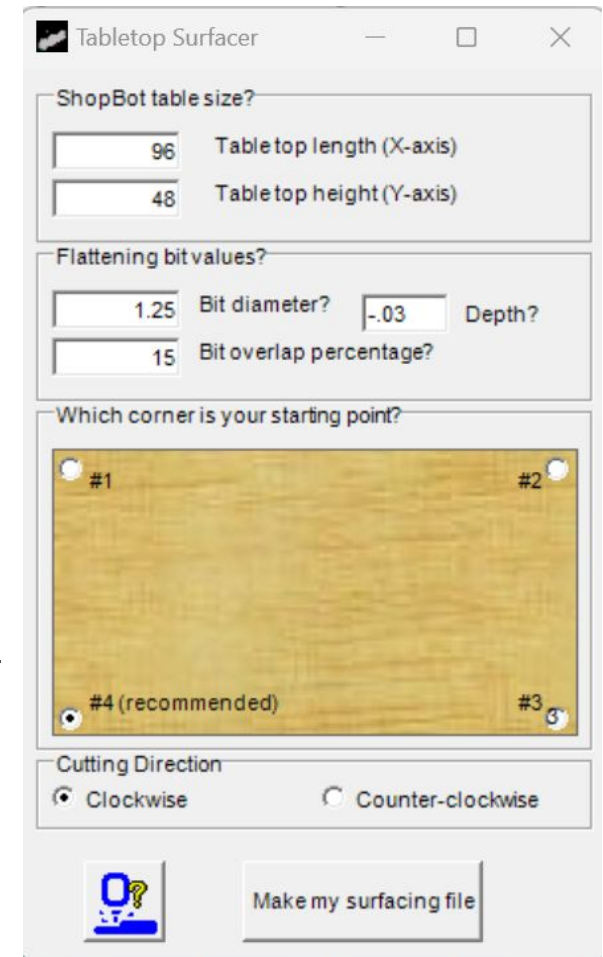 Tabletop Surfacer
ShopBot table size?
96 Table top length (X-axis)
48 Table top height (Y-axis)
Flattening bit values?
1.25 Bit diameter? -.03 Depth?
15 Bit overlap percentage?
Which corner is your starting point?
#1 #2
#4 (recommended) #3 3
Cutting Direction
Clockwise Counter-clockwise
? Make my surfacing file